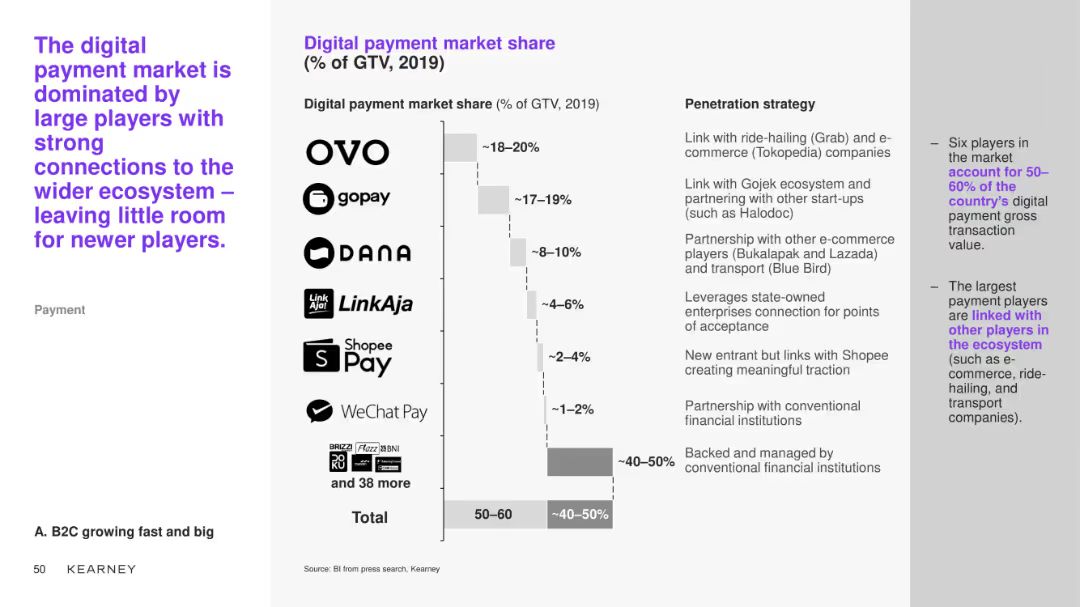 The digital
payment market is
dominated by
large players with
strong
connections to the
wider ecosystem –
leaving little room
for newer players.
Payment
A. B2C growing fast and big
50 KEARNEY
Digital payment market share
(% of GTV, 2019)
Digital payment market share (% of GTV, 2019)
Penetration strategy
OVO
~18–20%
Link with ride-hailing (Grab) and e-
commerce (Tokopedia) companies
gopay
~17–19%
Link with Gojek ecosystem and
partnering with other start-ups
(such as Halodoc)
DANA
~8–10%
Partnership with other e-commerce
players (Bukalapak and Lazada)
and transport (Blue Bird)
Link
Aja!
LinkAja
~4–6%
Leverages state-owned
enterprises connection for points
of acceptance
S
Shopee
Pay
~2–4%
New entrant but links with Shopee
creating meaningful traction
WeChat Pay
~1–2%
Partnership with conventional
financial institutions
BRIZZI Flazz BNI
DOKU
and 38 more
~40–50%
Backed and managed by
conventional financial institutions
Total
50–60
~40–50%
Source: BI from press search, Kearney
– Six players in
the market
account for 50–
60% of the
country's digital
payment gross
transaction
value.
– The largest
payment players
are linked with
other players in
the ecosystem
(such as e-
commerce, ride-
hailing, and
transport
companies).